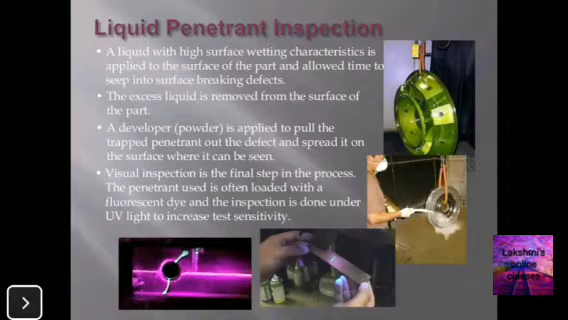 Liquid Penetrant Inspection
• A liquid with high surface wetting characteristics is
applied to the surface of the part and allowed time to
seep into surface breaking defects.
• The excess liquid is removed from the surface of
the part.
• A developer (powder) is applied to pull the
trapped penetrant out the defect and spread it on
the surface where it can be seen.
• Visual inspection is the final step in the process.
The penetrant used is often loaded with a
fluorescent dye and the inspection is done under
UV light to increase test sensitivity.
Lakshmi's
online
classes